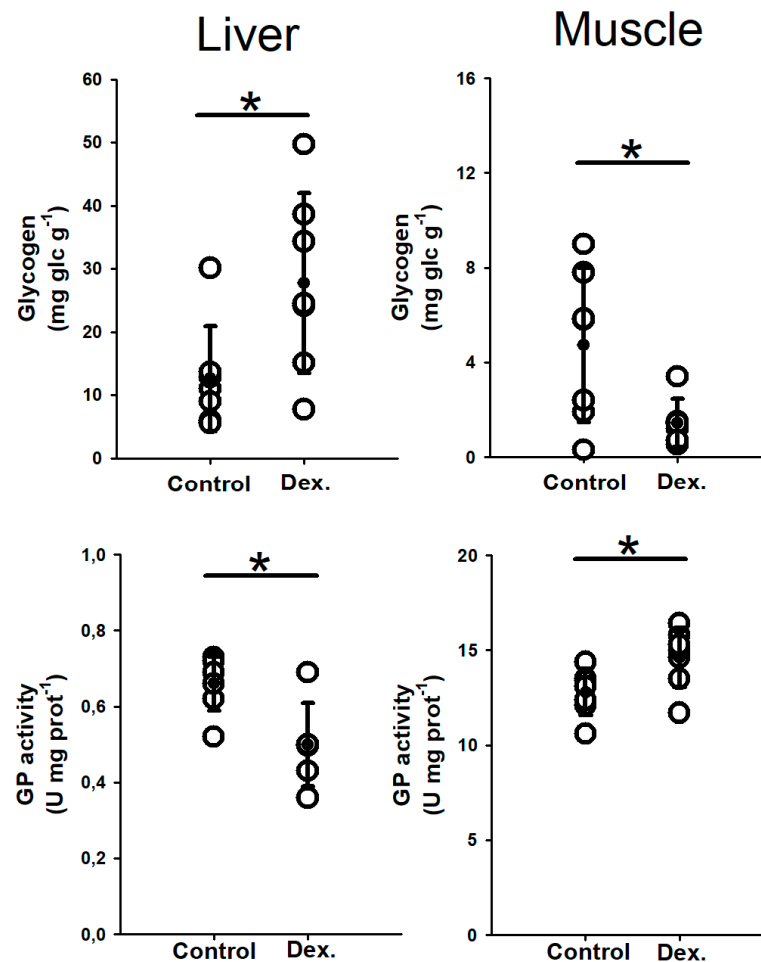 Liver
Muscle
60
50
40
30
20
10
0
Glycogen
(mg glc g-1)
*
Control
Dex.
16
12
8
4
0
Glycogen
(mg glc g-1)
*
Control
Dex.
1,0
0,8
0,6
0,4
0,2
0,0
GP activity
(U mg prot-1)
*
Control
Dex.
20
15
10
5
0
GP activity
(U mg prot-1)
*
Control
Dex.